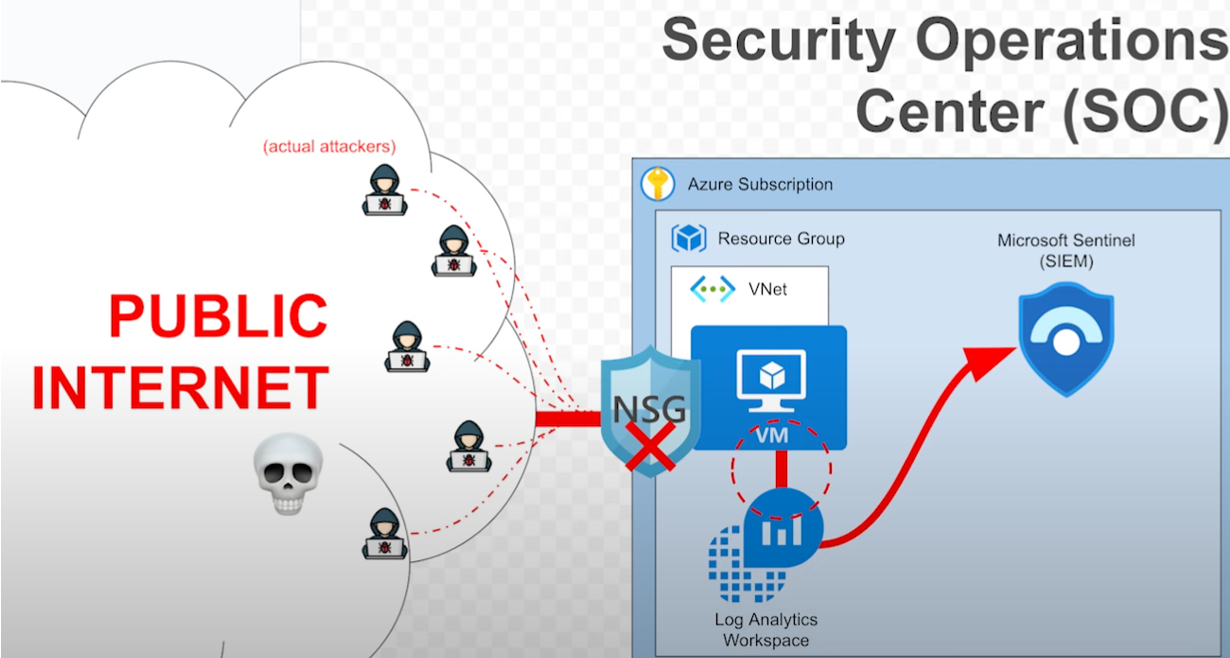 Security Operations
Center (SOC)
(actual attackers)
PUBLIC
INTERNET
Azure Subscription
Resource Group
VNet
Microsoft Sentinel
(SIEM)
NSG
VM
Log Analytics
Workspace